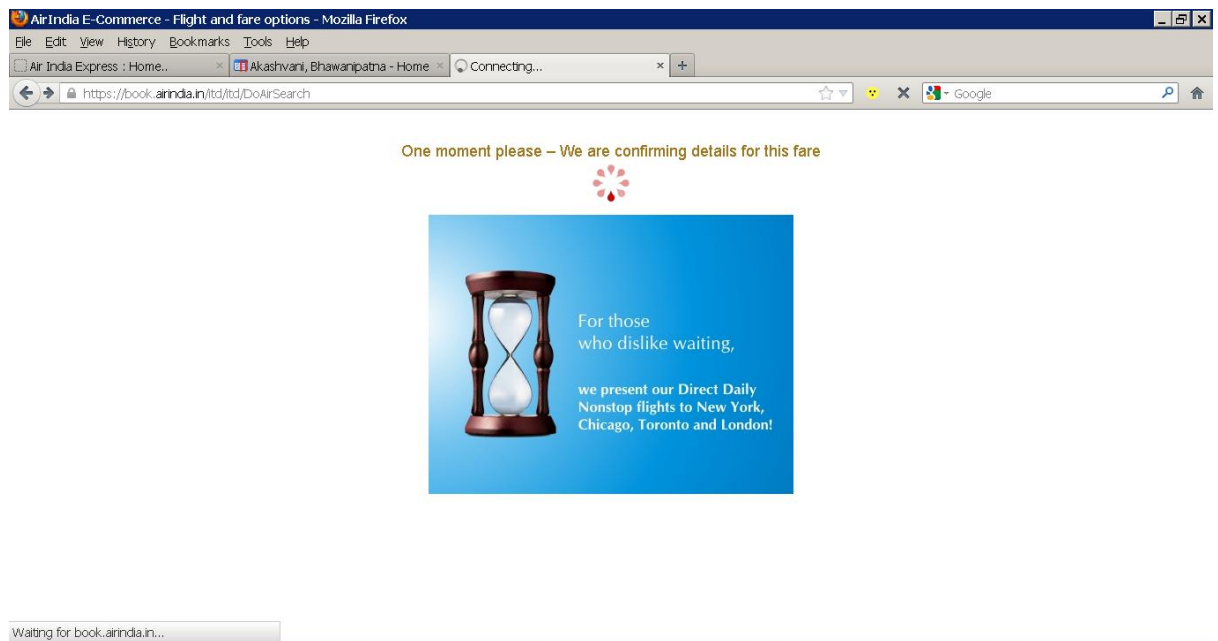 AirIndia E-Commerce - Flight and fare options - Mozilla Firefox
File Edit View History Bookmarks Tools Help
Air India Express : Home.. Akashvani, Bhawanipatna - Home Connecting...
https://book.airindia.in/itd/itd/DoAirSearch Google
One moment please – We are confirming details for this fare
For those
who dislike waiting,
we present our Direct Daily
Nonstop flights to New York,
Chicago, Toronto and London!
Waiting for book.airindia.in...